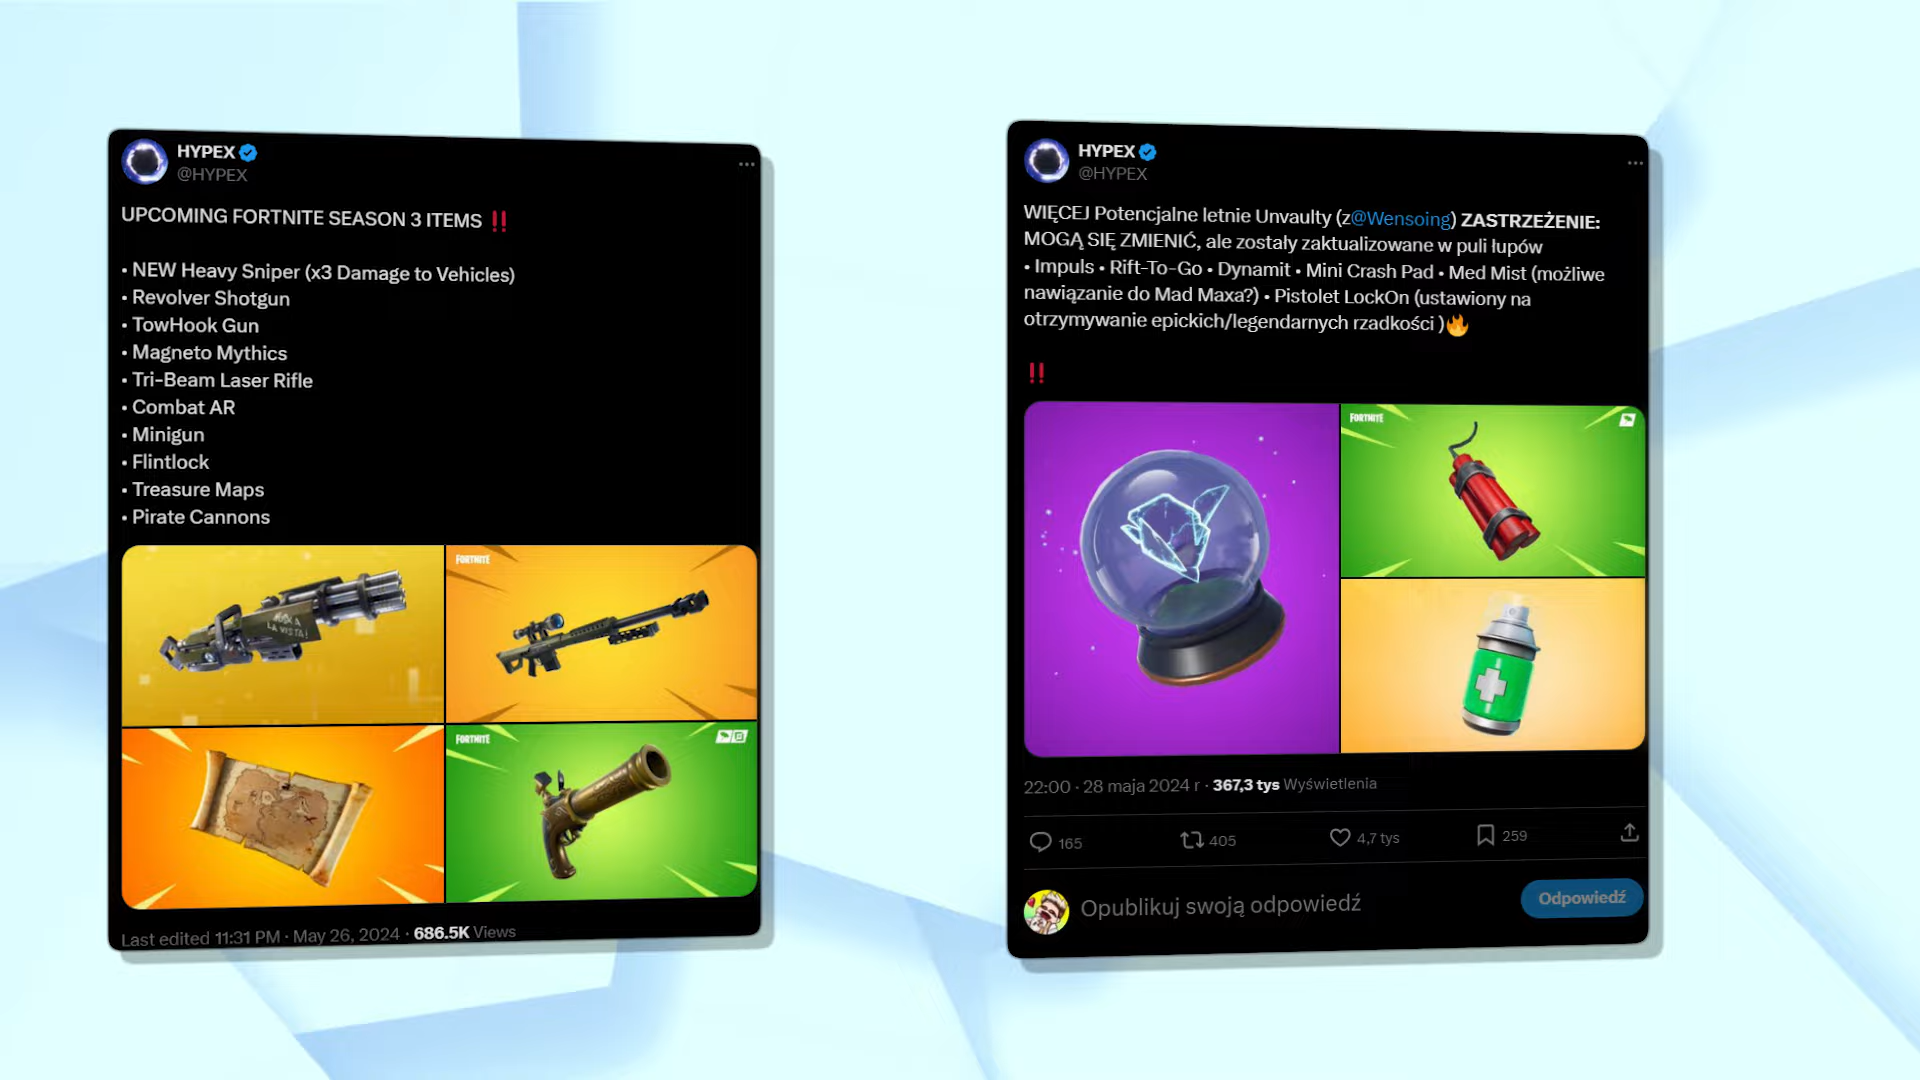 HYPEX
@HYPEX
UPCOMING FORTNITE SEASON 3 ITEMS ‼️
• NEW Heavy Sniper (x3 Damage to Vehicles)
• Revolver Shotgun
• TowHook Gun
• Magneto Mythics
• Tri-Beam Laser Rifle
• Combat AR
• Minigun
• Flintlock
• Treasure Maps
• Pirate Cannons
LA VISTA!
FORTNITE
FORTNITE
Last edited 11:31 PM · May 26, 2024 · 686.5K Views
HYPEX
@HYPEX
WIĘCEJ Potencjalne letnie Unvaulty (z@Wensoing) ZASTRZEŻENIE:
MOGĄ SIĘ ZMIENIĆ, ale zostały zaktualizowane w puli łupów
• Impuls • Rift-To-Go • Dynamit • Mini Crash Pad • Med Mist (możliwe
nawiązanie do Mad Maxa?) • Pistolet LockOn (ustawiony na
otrzymywanie epickich/legendarnych rzadkości )🔥
‼️
FORTNITE
22:00 · 28 maja 2024 r · 367,3 tys Wyświetlenia
165 405 4,7 tys 259
Opublikuj swoją odpowiedź
Odpowiedź